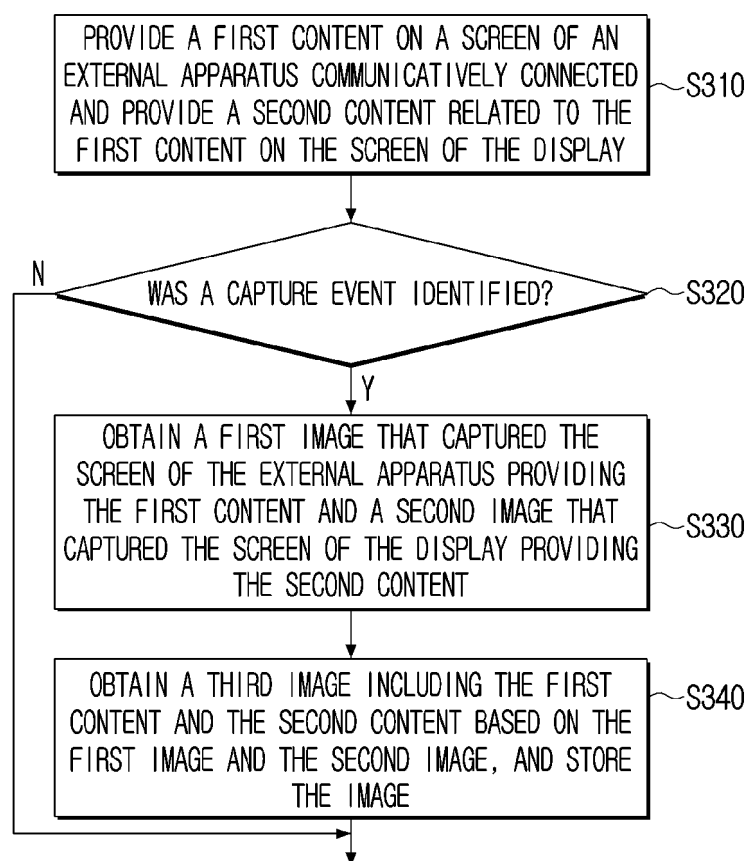 PROVIDE A FIRST CONTENT ON A SCREEN OF AN
EXTERNAL APPARATUS COMMUNICATIVELY CONNECTED
AND PROVIDE A SECOND CONTENT RELATED TO THE
FIRST CONTENT ON THE SCREEN OF THE DISPLAY
S310
N
WAS A CAPTURE EVENT IDENTIFIED?
S320
Y
OBTAIN A FIRST IMAGE THAT CAPTURED THE
SCREEN OF THE EXTERNAL APPARATUS PROVIDING
THE FIRST CONTENT AND A SECOND IMAGE THAT
CAPTURED THE SCREEN OF THE DISPLAY PROVIDING
THE SECOND CONTENT
S330
OBTAIN A THIRD IMAGE INCLUDING THE FIRST
CONTENT AND THE SECOND CONTENT BASED ON THE
FIRST IMAGE AND THE SECOND IMAGE, AND STORE
THE IMAGE
S340